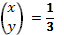 (x
y) = 1/3